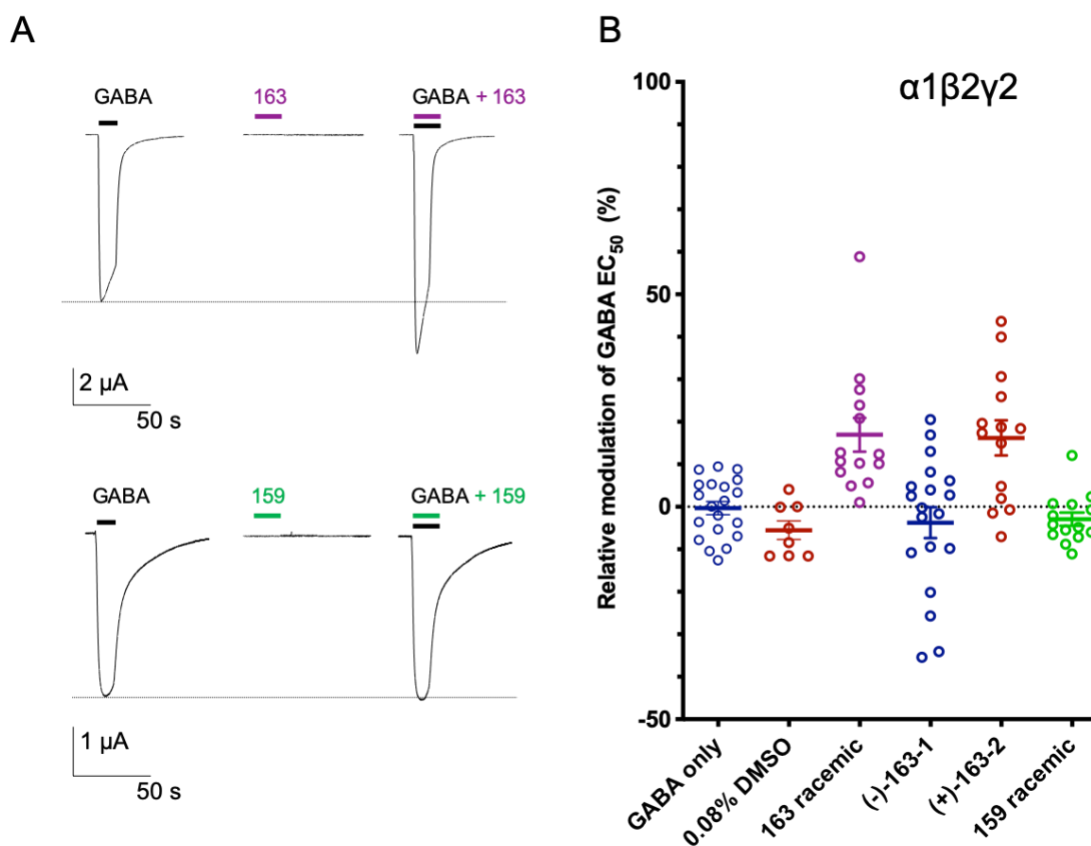 A
GABA
163
GABA + 163
2 µA
50 s
GABA
159
GABA + 159
1 µA
50 s
B
α1β2γ2
Relative modulation of GABA EC50 (%)
100
50
0
-50
GABA only
0.08% DMSO
163 racemic
(-)-163-1
(+)-163-2
159 racemic